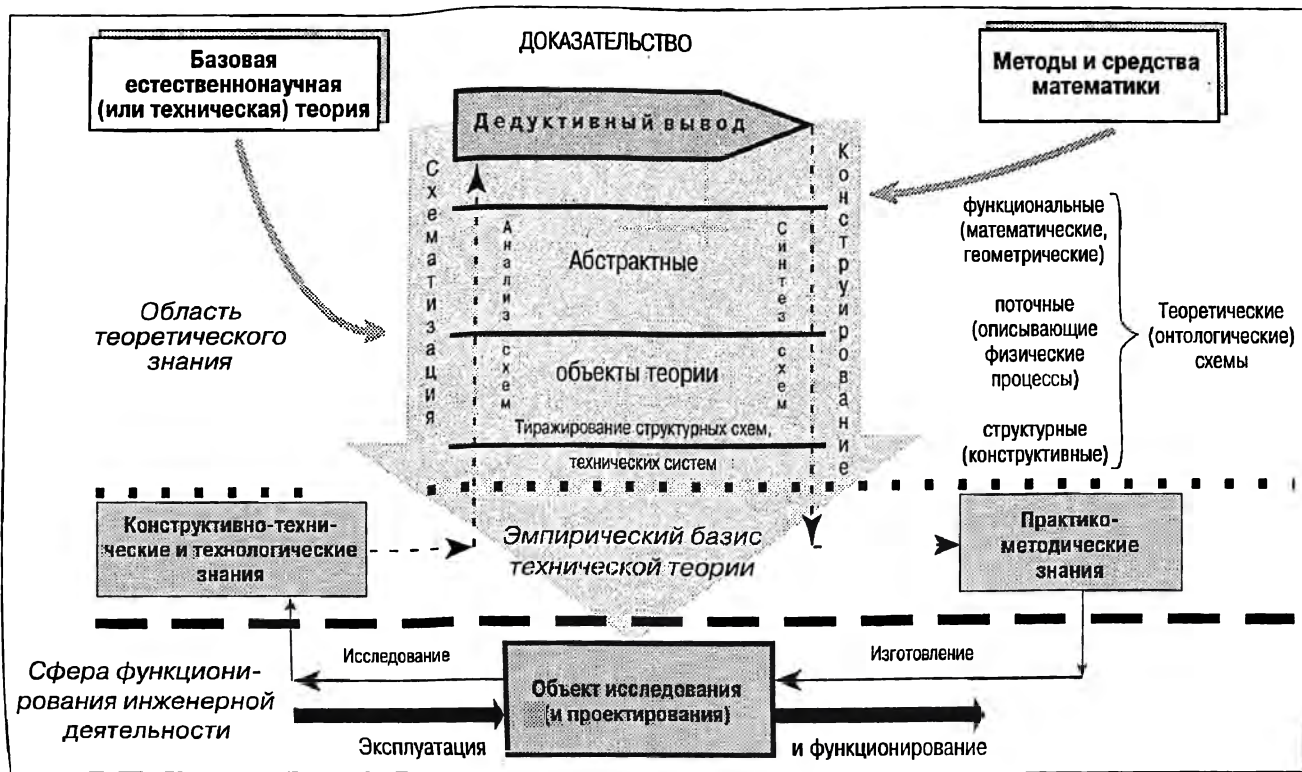 ДОКАЗАТЕЛЬСТВО
Базовая
естественнонаучная
(или техническая) теория
Методы и средства
математики
Дедуктивный вывод
Схематизация
Конструирование
Анализ схем
Синтез схем
Абстрактные
объекты теории
Тиражирование структурных схем,
технических систем
Область
теоретического
знания
функциональные
(математические,
геометрические)
поточные
(описывающие
физические
процессы)
структурные
(конструктивные)
Теоретические
(онтологические)
схемы
Конструктивно-техни-
ческие и технологические
знания
Эмпирический базис
технической теории
Практико-
методические
знания
Сфера функциони-
рования инженерной
деятельности
Исследование
Изготовление
Объект исследования
(и проектирования)
Эксплуатация
и функционирование